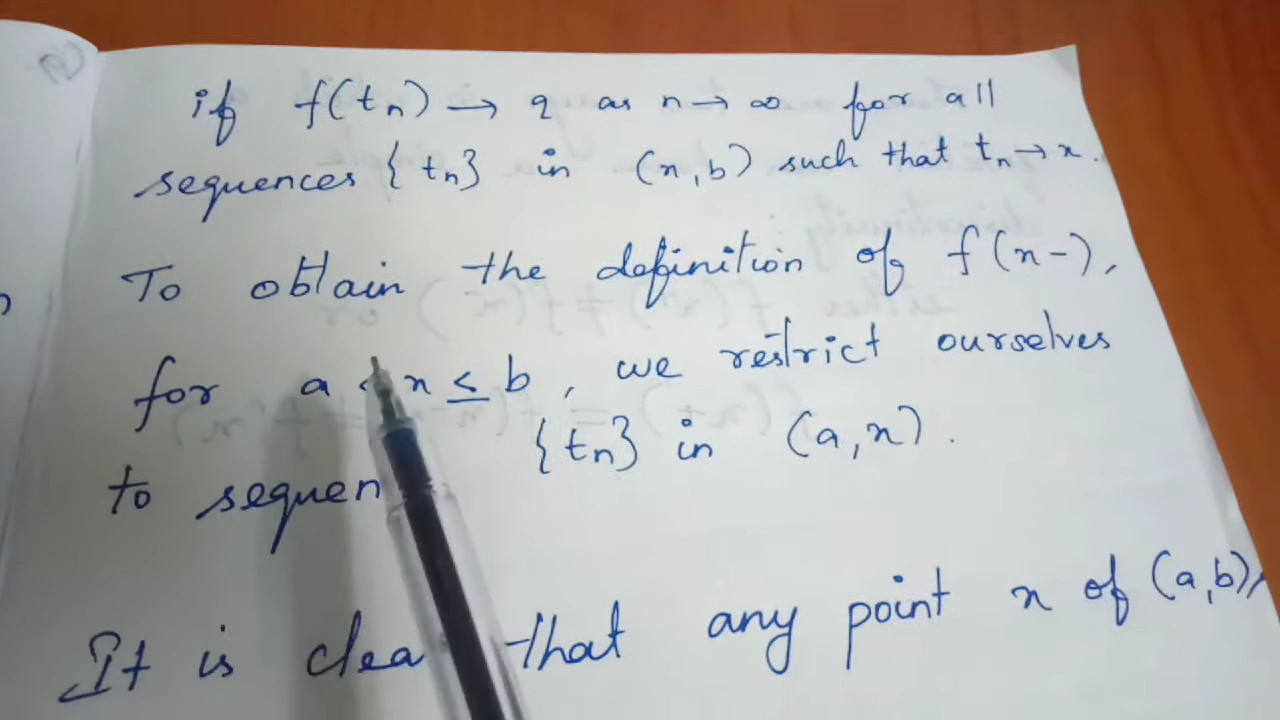 if f(tn) → q as n → ∞ for all
sequences {tn} in (x,b) such that tn → x.
To obtain the definition of f(x-),
for a < x ≤ b, we restrict ourselves
to sequen {tn} in (a,x).
It is clea that any point x of (a,b),